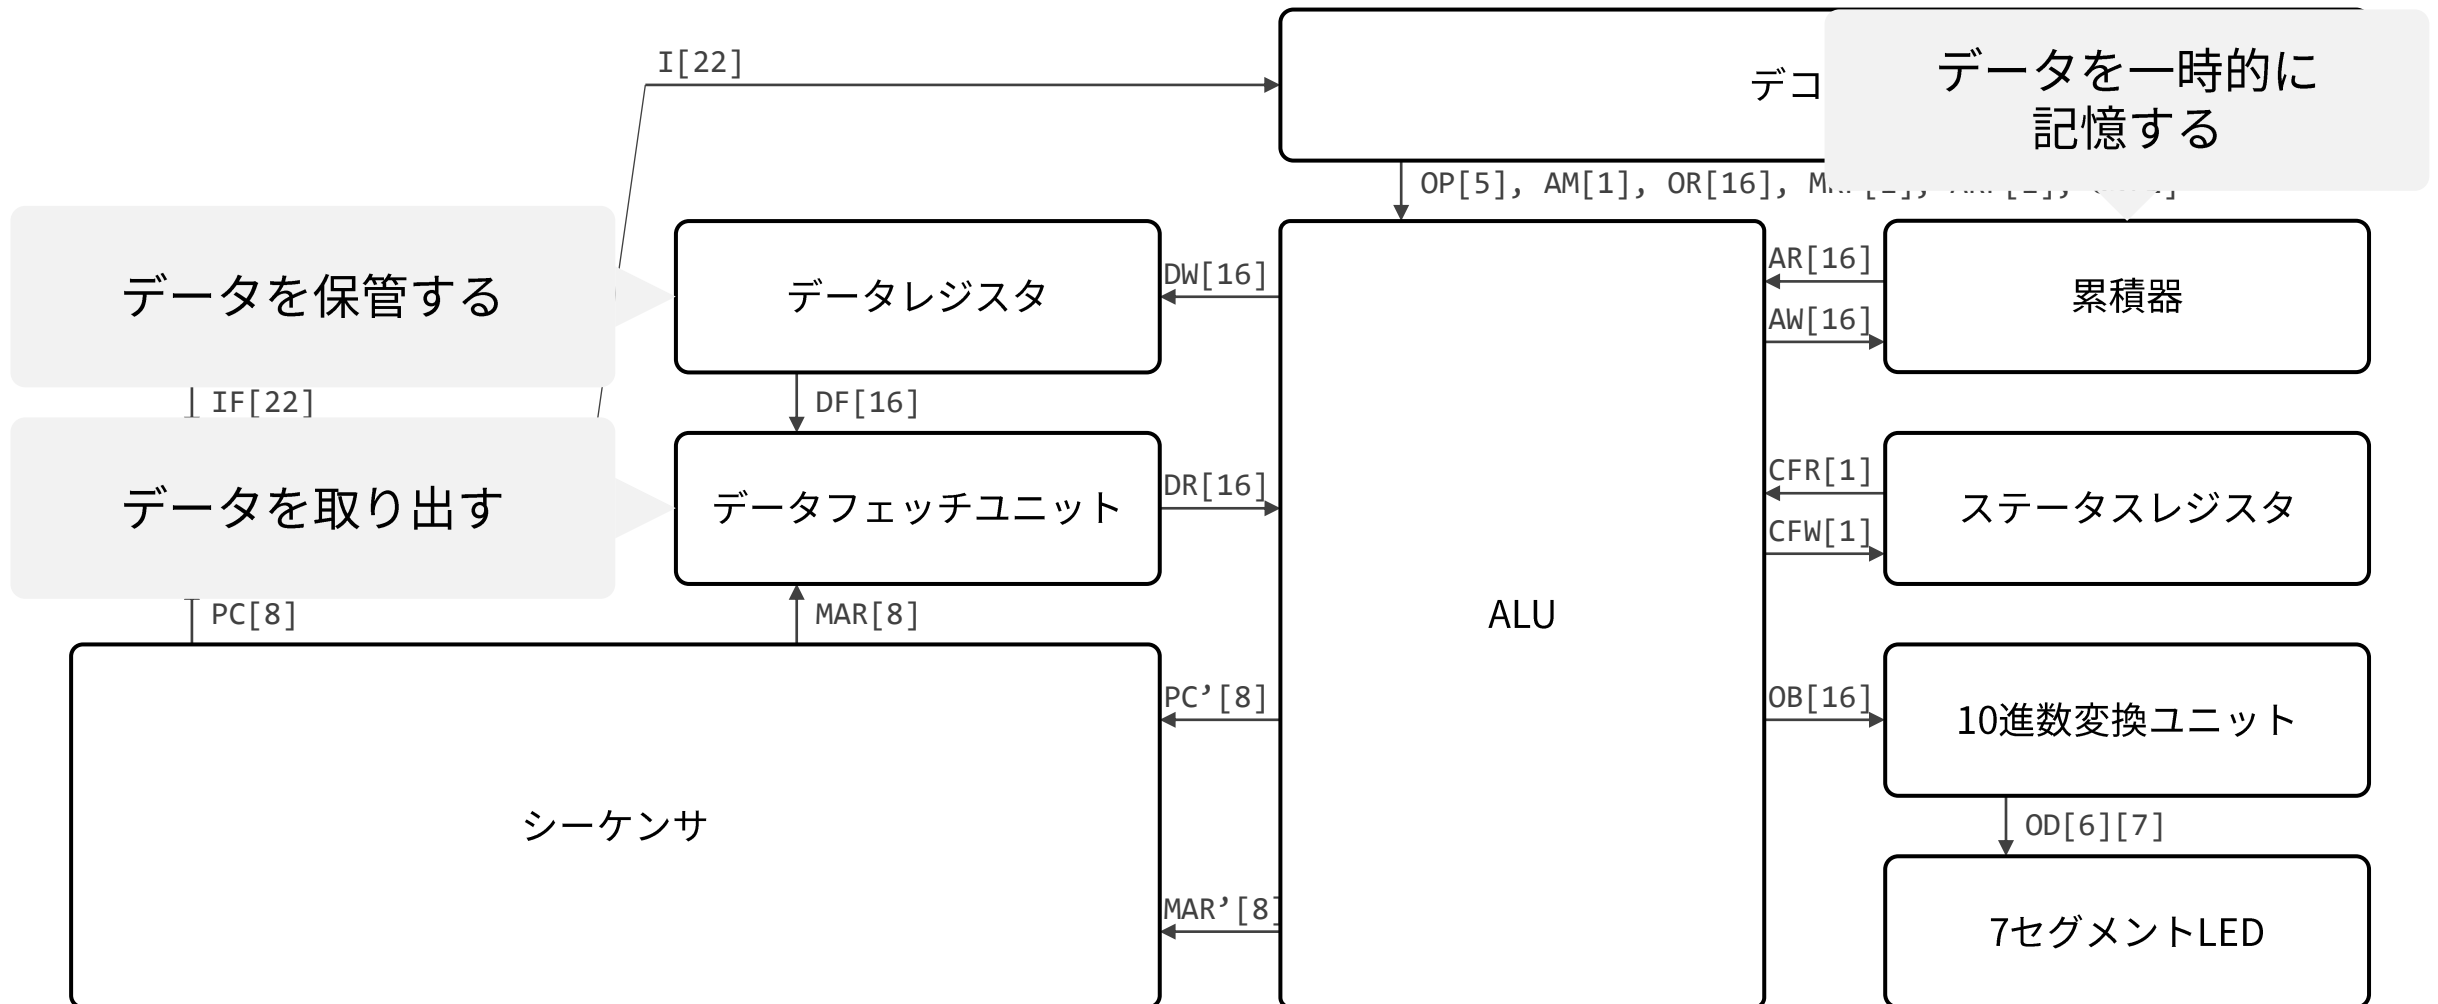 I[22]
デコ
データを一時的に
記憶する
OP[5], AM[1], OR[16],
データを保管する
データレジスタ
DW[16]
AR[16]
AW[16]
累積器
IF[22]
DF[16]
データを取り出す
データフェッチユニット
DR[16]
CFR[1]
CFW[1]
ステータスレジスタ
PC[8]
MAR[8]
ALU
シーケンサ
PC’[8]
OB[16]
10進数変換ユニット
OD[6][7]
MAR’[8]
7セグメントLED